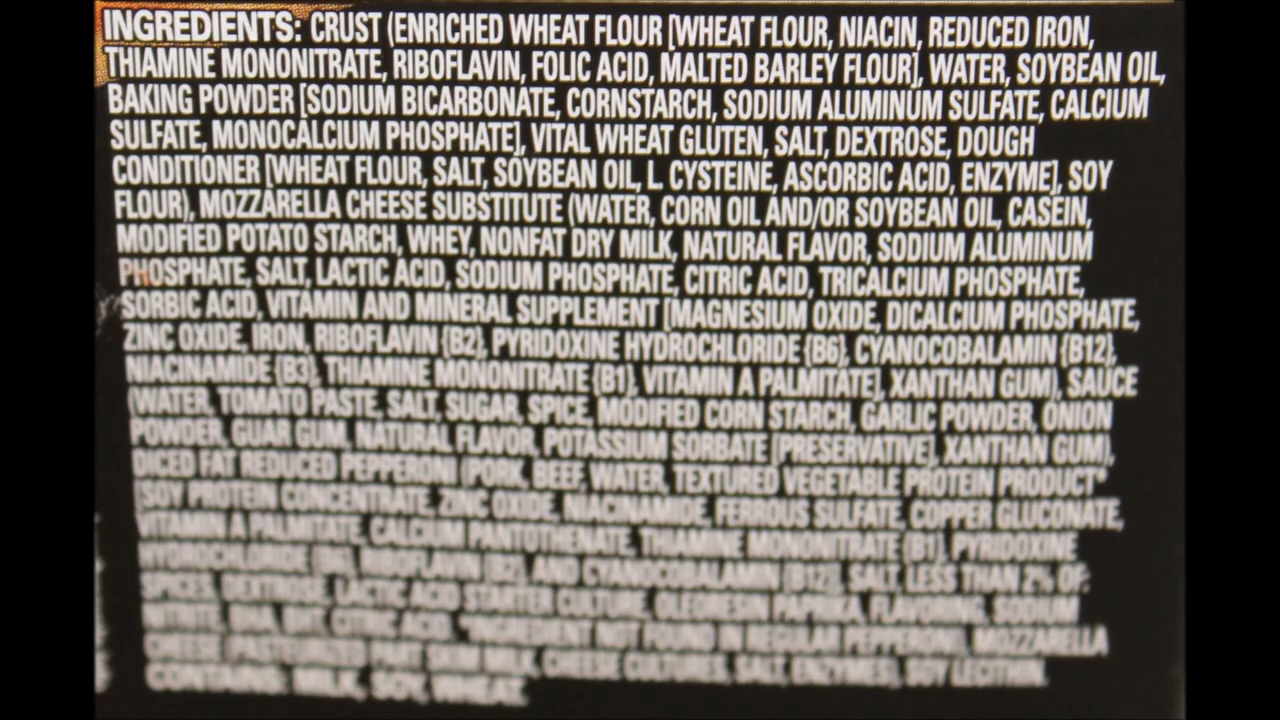 INGREDIENTS: CRUST (ENRICHED WHEAT FLOUR [WHEAT FLOUR, NIACIN, REDUCED IRON,
THIAMINE MONONITRATE, RIBOFLAVIN, FOLIC ACID, MALTED BARLEY FLOUR], WATER, SOYBEAN OIL,
BAKING POWDER [SODIUM BICARBONATE, CORNSTARCH, SODIUM ALUMINUM SULFATE, CALCIUM
SULFATE, MONOCALCIUM PHOSPHATE], VITAL WHEAT GLUTEN, SALT, DEXTROSE, DOUGH
CONDITIONER [WHEAT FLOUR, SALT, SOYBEAN OIL, L CYSTEINE, ASCORBIC ACID, ENZYME], SOY
FLOUR), MOZZARELLA CHEESE SUBSTITUTE (WATER, CORN OIL AND/OR SOYBEAN OIL, CASEIN,
MODIFIED POTATO STARCH, WHEY, NONFAT DRY MILK, NATURAL FLAVOR, SODIUM ALUMINUM
PHOSPHATE, SALT, LACTIC ACID, SODIUM PHOSPHATE, CITRIC ACID, TRICALCIUM PHOSPHATE,
SORBIC ACID, VITAMIN AND MINERAL SUPPLEMENT [MAGNESIUM OXIDE, DICALCIUM PHOSPHATE,
ZINC OXIDE, IRON, RIBOFLAVIN {B2}, PYRIDOXINE HYDROCHLORIDE {B6}, CYANOCOBALAMIN {B12},
NIACINAMIDE {B3}, THIAMINE MONONITRATE {B1}, VITAMIN A PALMITATE], XANTHAN GUM), SAUCE
(WATER, TOMATO PASTE, SALT, SUGAR, SPICE, MODIFIED CORN STARCH, GARLIC POWDER, ONION
POWDER, GUAR GUM, NATURAL FLAVOR, POTASSIUM SORBATE [PRESERVATIVE], XANTHAN GUM),
DICED FAT REDUCED PEPPERONI (PORK, BEEF, WATER, TEXTURED VEGETABLE PROTEIN PRODUCT*
[SOY PROTEIN CONCENTRATE, ZINC OXIDE, NIACINAMIDE, FERROUS SULFATE, COPPER GLUCONATE,
VITAMIN A PALMITATE, CALCIUM PANTOTHENATE, THIAMINE MONONITRATE {B1}, PYRIDOXINE
HYDROCHLORIDE RIBOFLAVIN {B2}, AND CYANOCOBALAMIN {B12}], SALT, LESS THAN 2% OF:
SPICES, DEXTROSE, LACTIC ACID STARTER CULTURE, OLEORESIN PAPRIKA, FLAVORING, SODIUM
NITRITE, BHA, BHT, CITRIC ACID. *INGREDIENT NOT FOUND IN REGULAR PEPPERONI), MOZZARELLA
CHEESE PART SKIM MILK, CHEESE CULTURES, SALT, ENZYMES], SOY LECITHIN.
CONTAINS: MILK, SOY, WHEAT.